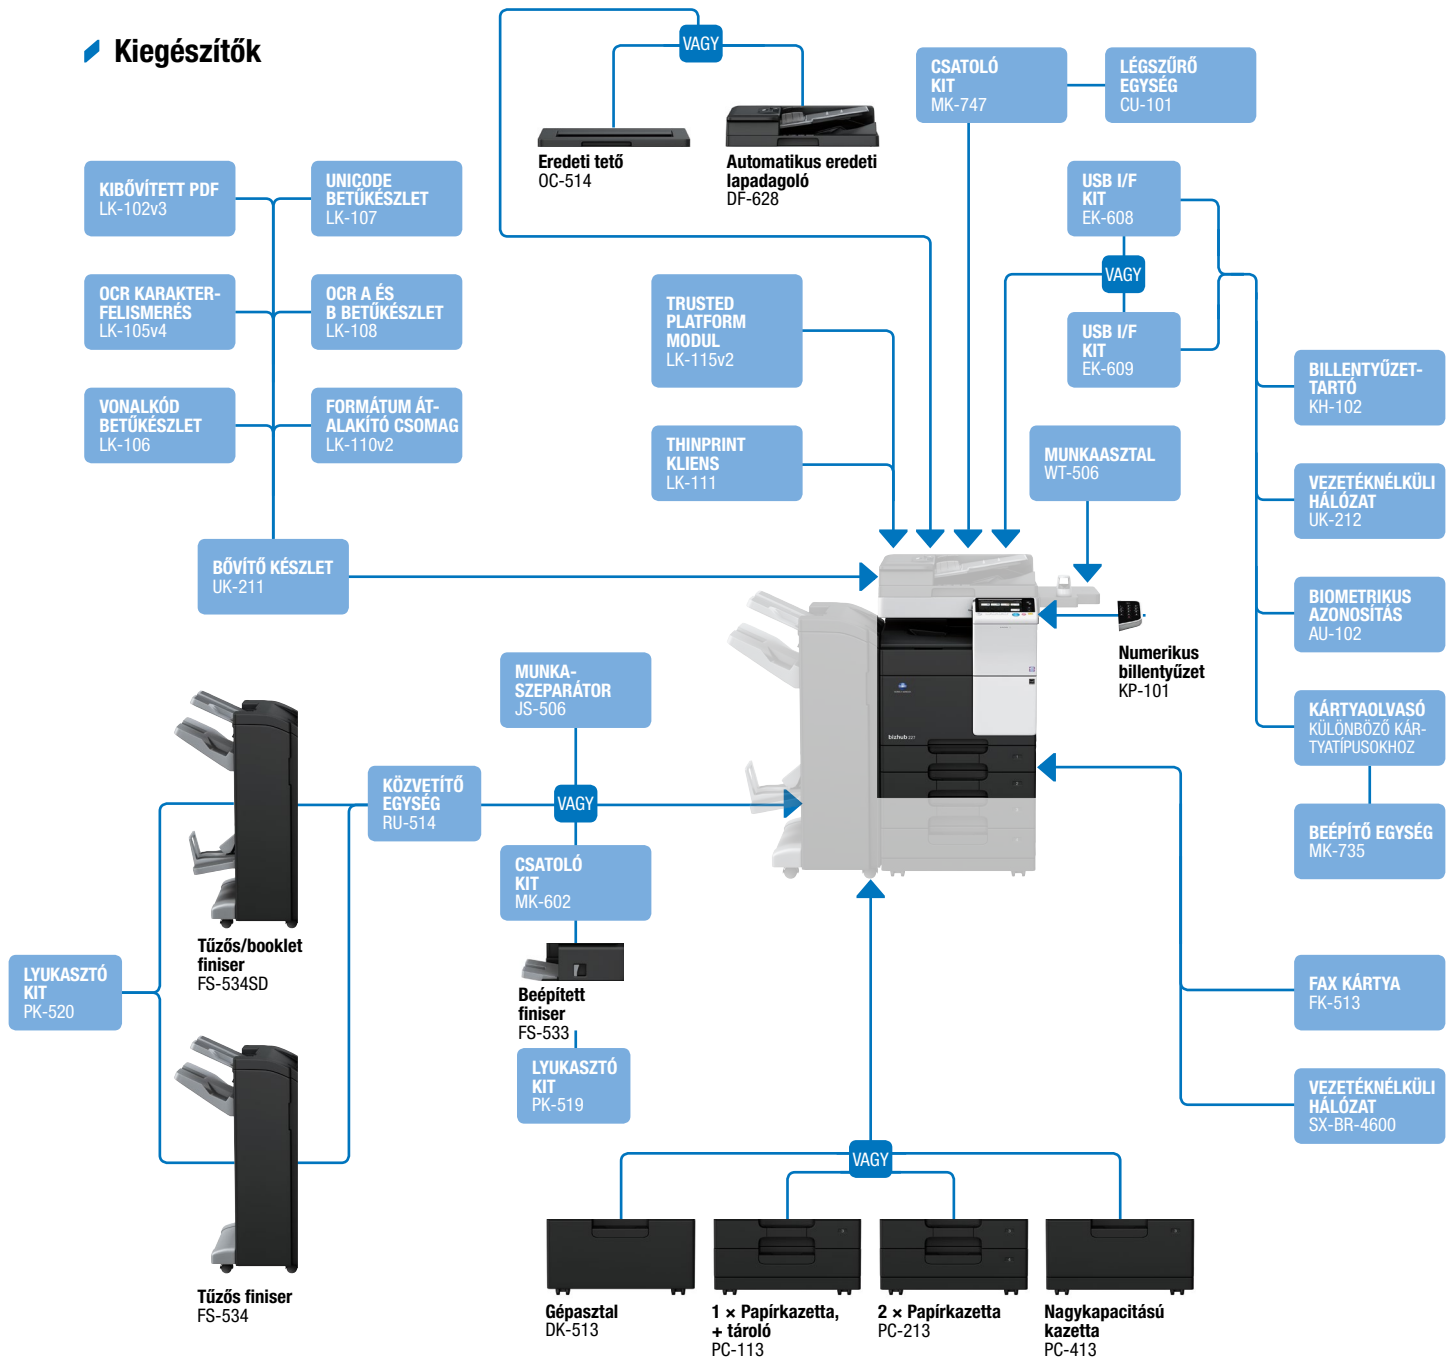 Kiegészítők
VAGY
Eredeti tető
OC-514
Automatikus eredeti
lapadagoló
DF-628
CSATOLÓ
KIT
MK-747
LÉGSZŰRŐ
EGYSÉG
CU-101
KIBŐVÍTETT PDF
LK-102v3
UNICODE
BETŰKÉSZLET
LK-107
OCR KARAKTER-
FELISMERÉS
LK-105v4
OCR A ÉS
B BETŰKÉSZLET
LK-108
VONALKÓD
BETŰKÉSZLET
LK-106
FORMÁTUM ÁT-
ALAKÍTÓ CSOMAG
LK-110v2
BŐVÍTŐ KÉSZLET
UK-211
TRUSTED
PLATFORM
MODUL
LK-115v2
THINPRINT
KLIENS
LK-111
USB I/F
KIT
EK-608
VAGY
USB I/F
KIT
EK-609
MUNKAASZTAL
WT-506
BILLENTYŰZET-
TARTÓ
KH-102
VEZETÉKNÉLKÜLI
HÁLÓZAT
UK-212
BIOMETRIKUS
AZONOSÍTÁS
AU-102
KÁRTYAOLVASÓ
KÜLÖNBÖZŐ KÁR-
TYATÍPUSOKHOZ
BEÉPÍTŐ EGYSÉG
MK-735
Numerikus
billentyűzet
KP-101
bizhub 227
MUNKA-
SZEPARÁTOR
JS-506
KÖZVETÍTŐ
EGYSÉG
RU-514
VAGY
CSATOLÓ
KIT
MK-602
Beépített
finiser
FS-533
LYUKASZTÓ
KIT
PK-519
Tűzős/booklet
finiser
FS-534SD
LYUKASZTÓ
KIT
PK-520
Tűzős finiser
FS-534
FAX KÁRTYA
FK-513
VEZETÉKNÉLKÜLI
HÁLÓZAT
SX-BR-4600
VAGY
Gépasztal
DK-513
1 × Papírkazetta,
+ tároló
PC-113
2 × Papírkazetta
PC-213
Nagykapacitású
kazetta
PC-413